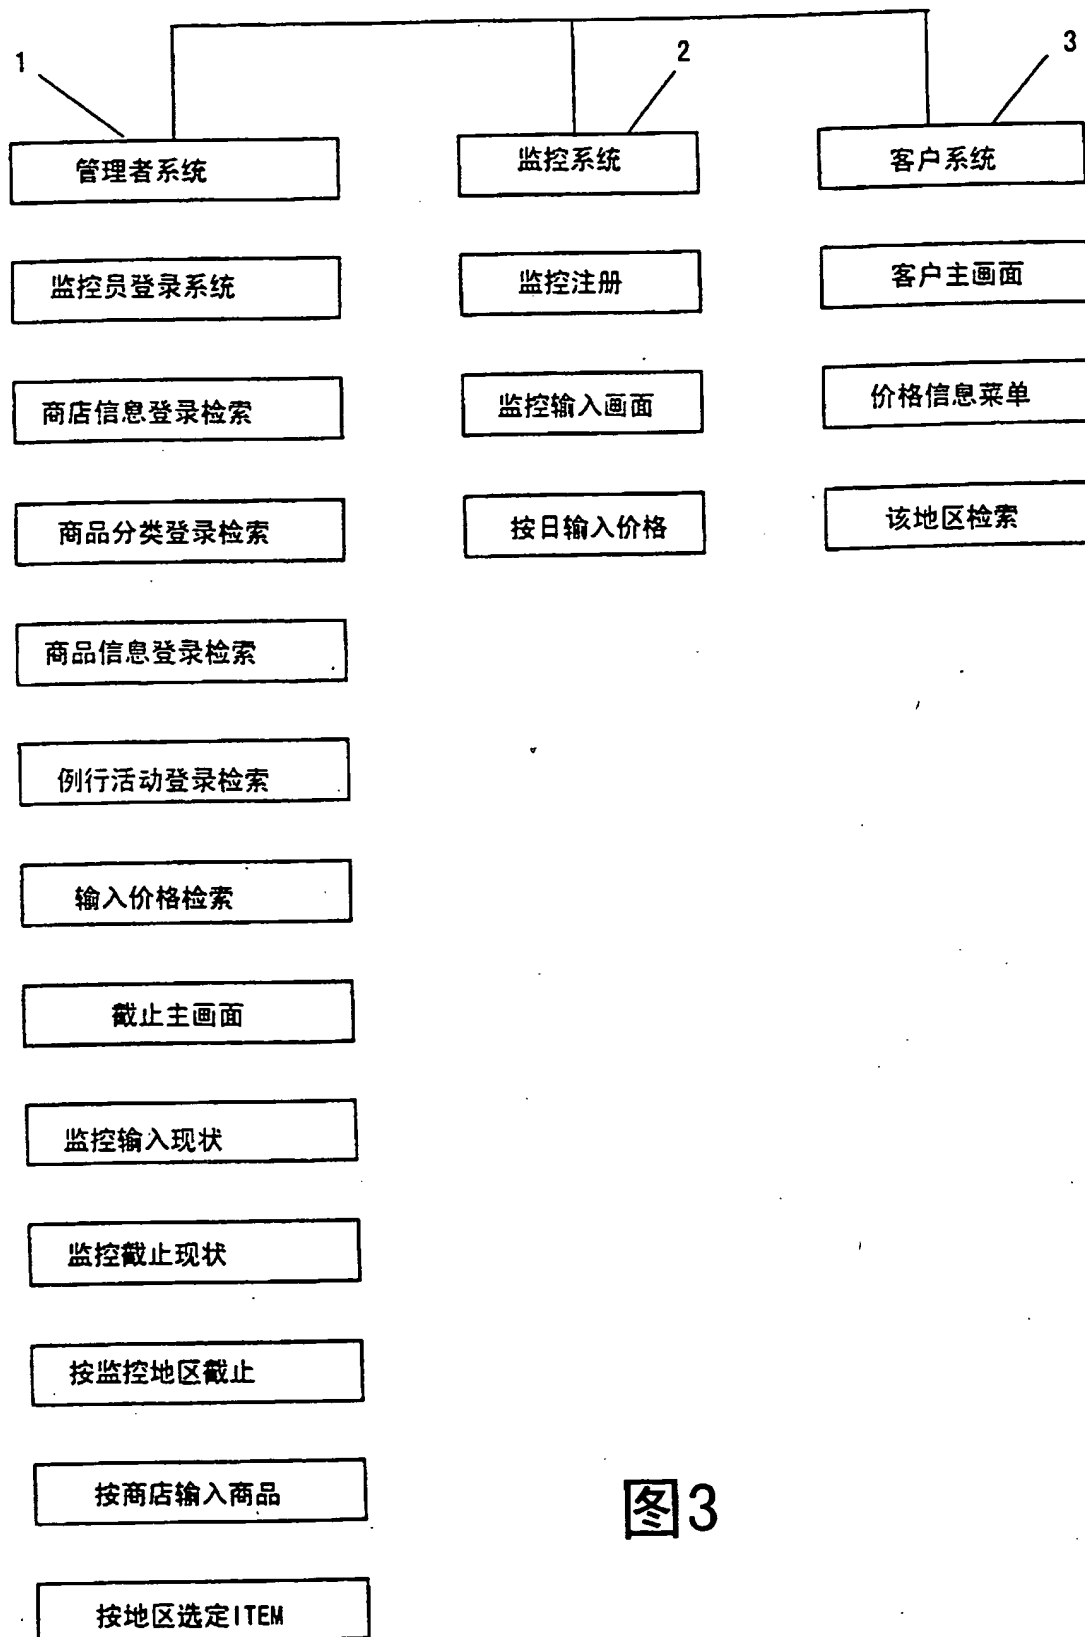 1
2
3
管理者系统
监控系统
客户系统
监控员登录系统
监控注册
客户主画面
商店信息登录检索
监控输入画面
价格信息菜单
商品分类登录检索
按日输入价格
该地区检索
商品信息登录检索
例行活动登录检索
输入价格检索
截止主画面
监控输入现状
监控截止现状
按监控地区截止
按商店输入商品
按地区选定ITEM
图3